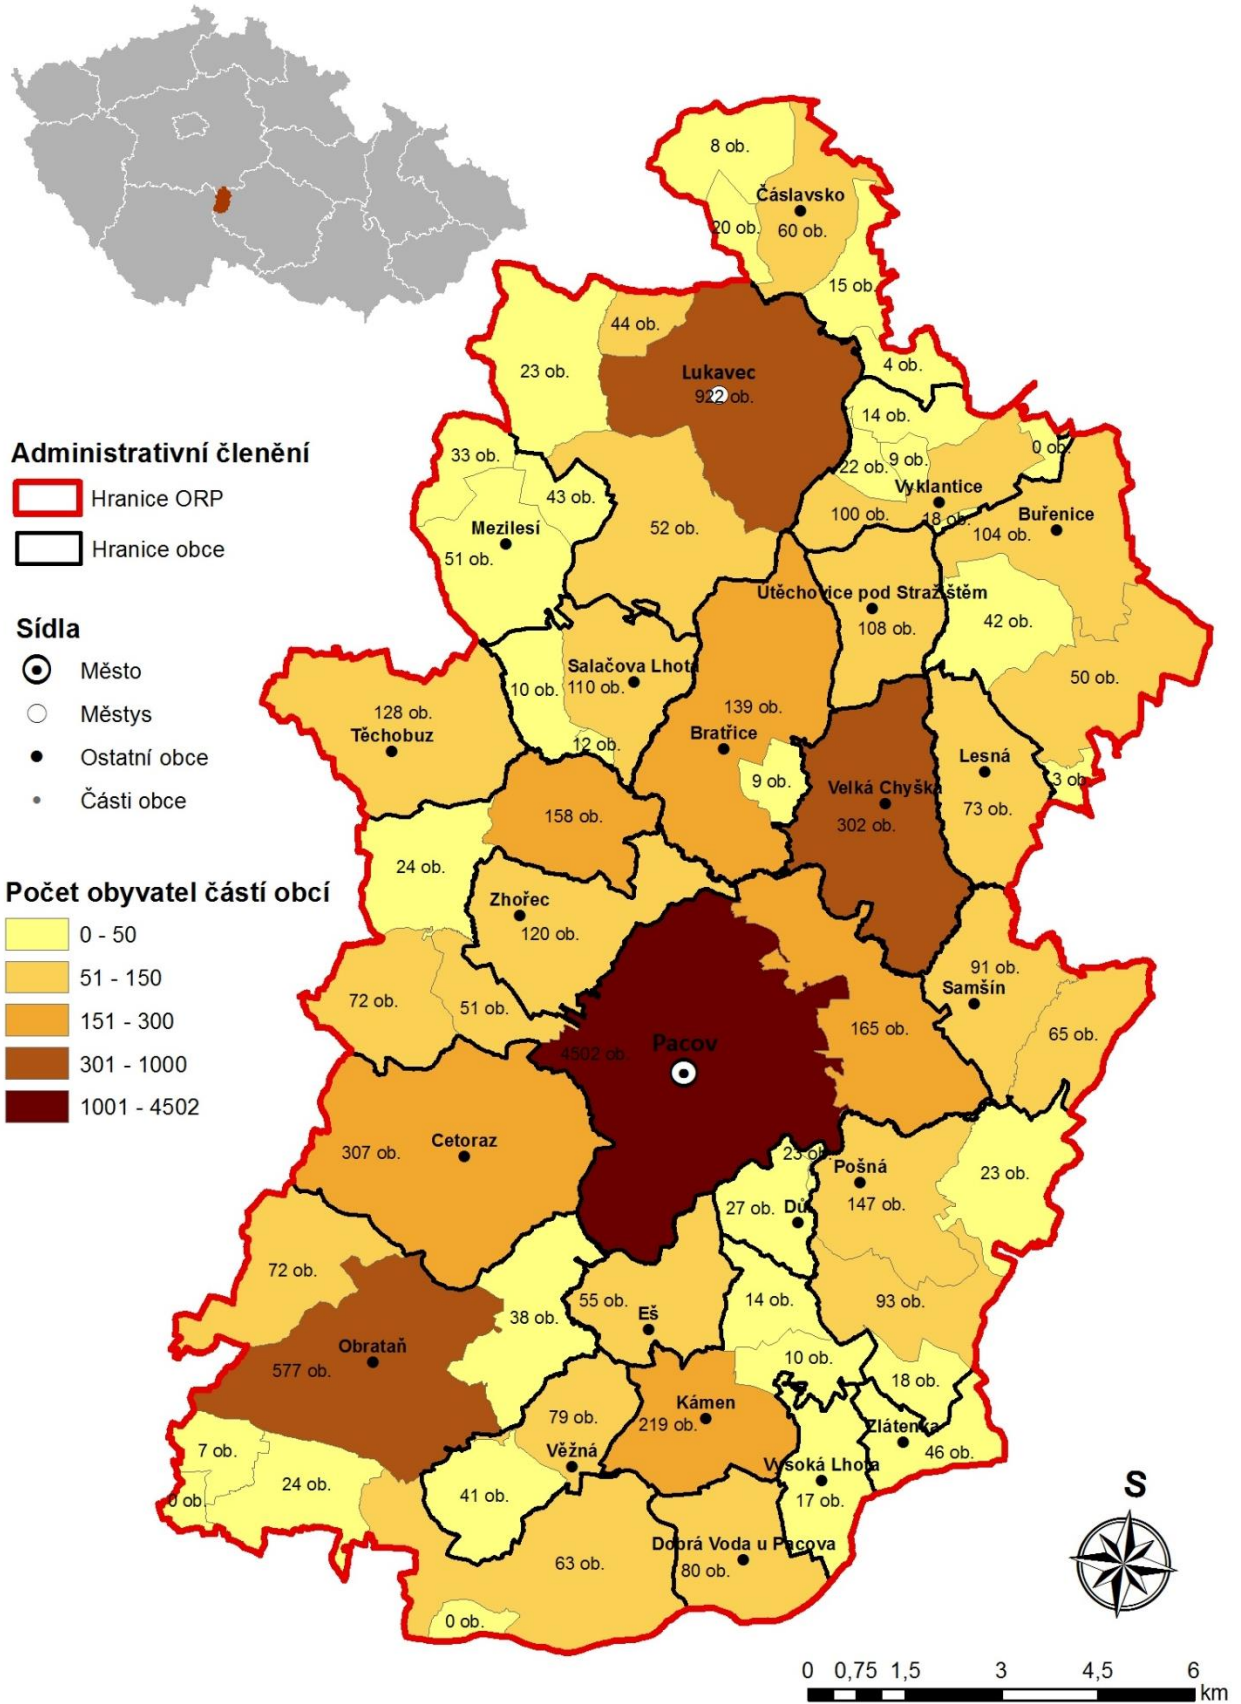 8 ob.
Čáslavsko
20 ob.
60 ob.
15 ob.
44 ob.
4 ob.
23 ob.
Lukavec
922 ob.
14 ob.
Administrativní členění
33 ob.
0 ob.
22 ob.
9 ob.
Hranice ORP
43 ob.
Vyklantice
100 ob.
18 ob.
Buřenice
Mezilesí
52 ob.
104 ob.
Hranice obce
51 ob.
Útěchovice pod Stražištěm
Sídla
108 ob.
42 ob.
Město
Salačova Lhota
10 ob.
110 ob.
50 ob.
Městys
128 ob.
139 ob.
Těchobuz
12 ob.
Bratřice
Ostatní obce
Lesná
9 ob.
3 ob
Velká Chyška
Části obce
158 ob.
302 ob.
73 ob.
24 ob.
Počet obyvatel částí obcí
Zhořec
0 - 50
120 ob.
51 - 150
91 ob.
72 ob.
51 ob.
Samšín
151 - 300
165 ob.
65 ob.
301 - 1000
4502 ob.
Pacov
1001 - 4502
Cetoraz
307 ob.
23 ob.
Pošná
23 ob.
27 ob.
Důl
147 ob.
72 ob.
55 ob.
14 ob.
93 ob.
38 ob.
Eš
Obrataň
577 ob.
10 ob.
18 ob.
79 ob.
Kámen
219 ob.
Zlátenka
7 ob.
Věžná
46 ob.
24 ob.
41 ob.
Vysoká Lhota
0 ob.
17 ob.
S
63 ob.
Dobrá Voda u Pacova
80 ob.
0 ob.
0 0,75 1,5 3 4,5 6
km